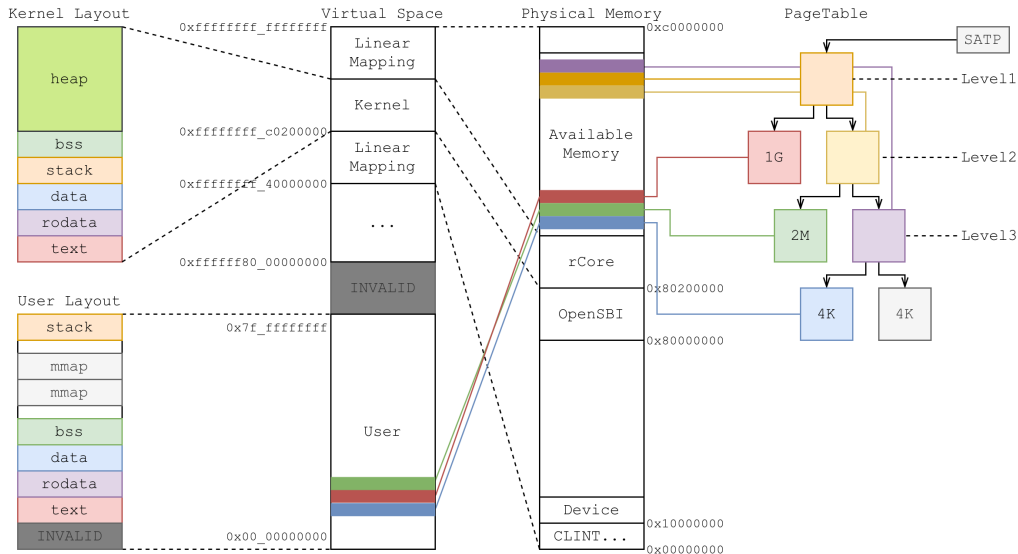 Kernel Layout
Virtual Space
Physical Memory
PageTable
heap
bss
stack
data
rodata
text
User Layout
stack
mmap
mmap
bss
data
rodata
text
INVALID
0xffffffff_ffffffff
0xffffffff_c0200000
0xffffffff_40000000
0xffffff80_00000000
0x7f_ffffffff
0x00_00000000
Linear
Mapping
Kernel
Linear
Mapping
...
INVALID
User
Available
Memory
rCore
OpenSBI
Device
CLINT...
0xc0000000
0x80200000
0x80000000
0x10000000
0x00000000
SATP
Level1
1G
Level2
2M
Level3
4K
4K